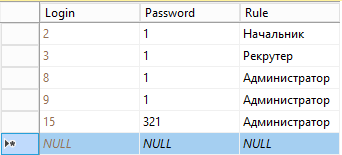 Login Password Rule
2 1 Начальник
3 1 Рекрутер
8 1 Администратор
9 1 Администратор
15 321 Администратор
NULL NULL NULL